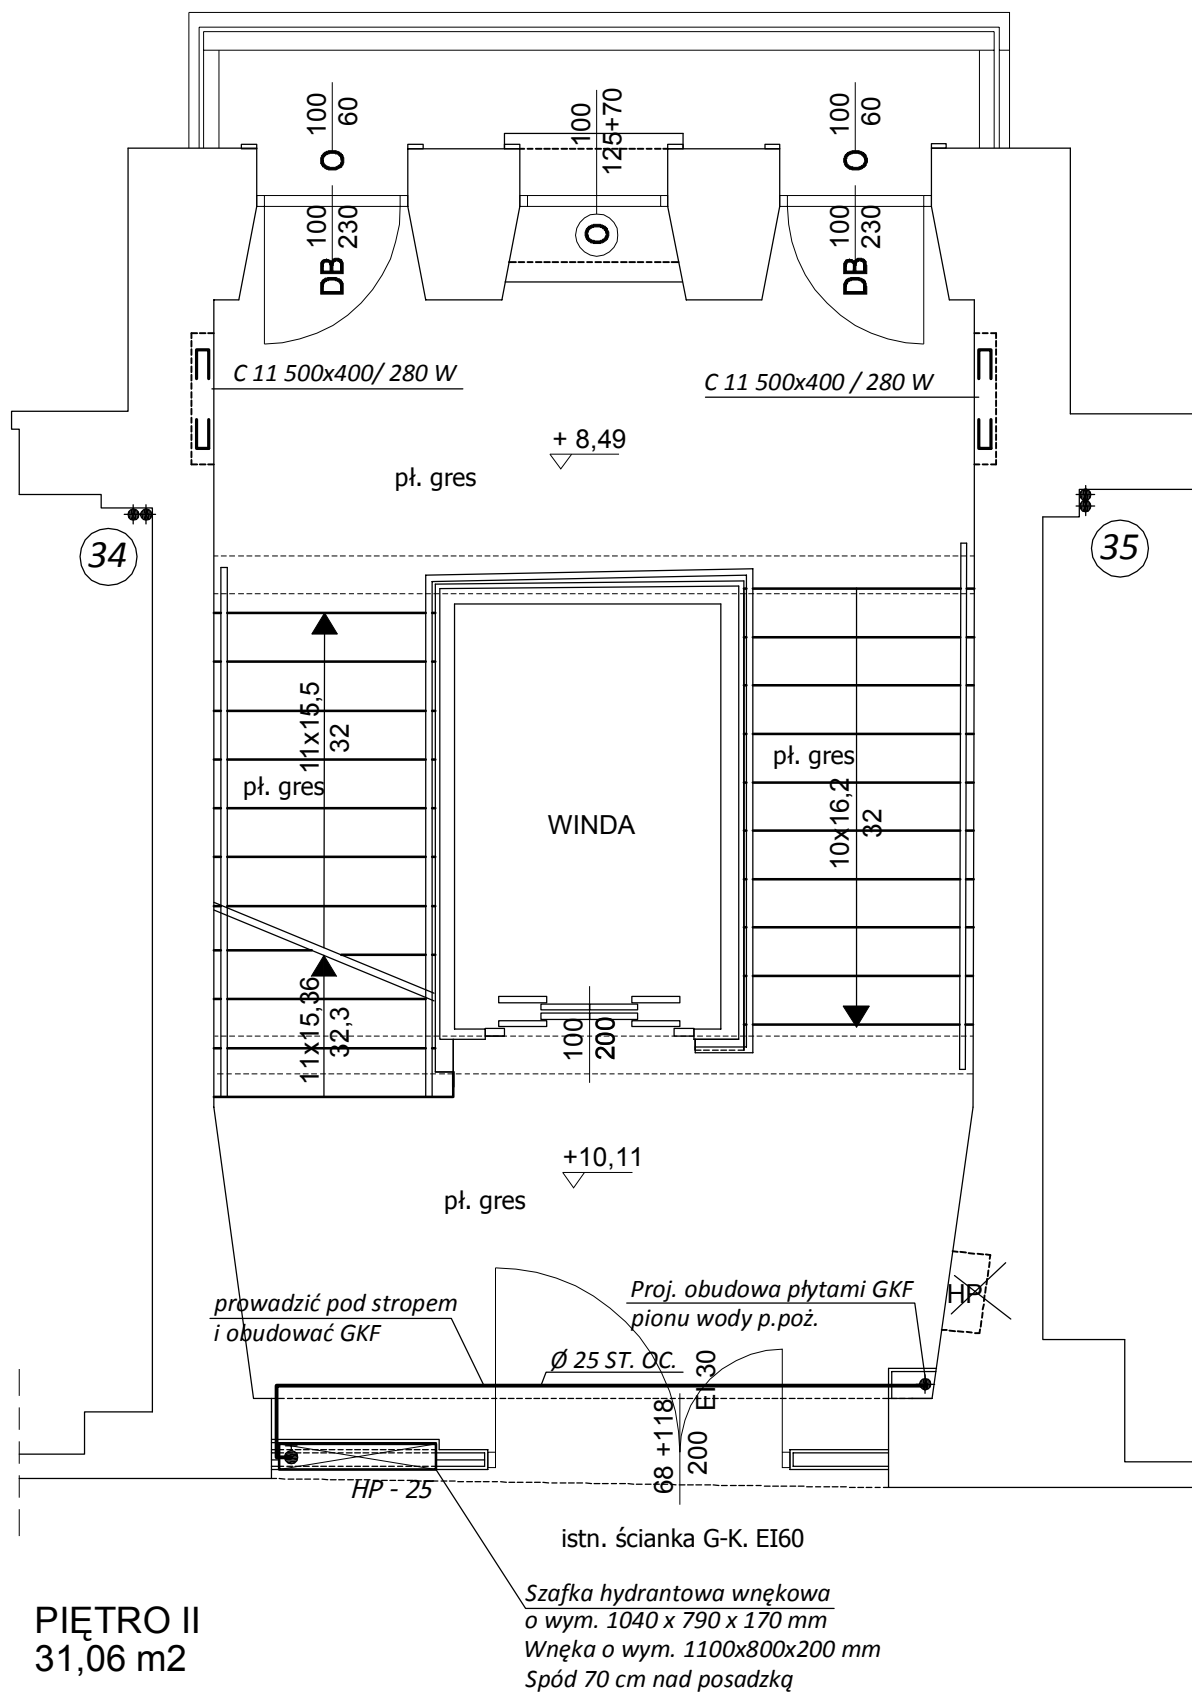 100
60
100
125+70
100
60
O
O
O
DB
100
230
DB
100
230
C 11 500x400/ 280 W
C 11 500x400 / 280 W
+ 8,49
pł. gres
34
35
11x15,5
32
pł. gres
pł. gres
10x16,2
32
WINDA
11x15,36
32,3
100
200
+10,11
pł. gres
HP
prowadzić pod stropem
i obudować GKF
Proj. obudowa płytami GKF
pionu wody p.poż.
Ø 25 ST. OC.
EI 30
68 +118
200
HP - 25
istn. ścianka G-K. EI60
Szafka hydrantowa wnękowa
o wym. 1040 x 790 x 170 mm
Wnęka o wym. 1100x800x200 mm
Spód 70 cm nad posadzką
PIĘTRO II
31,06 m2